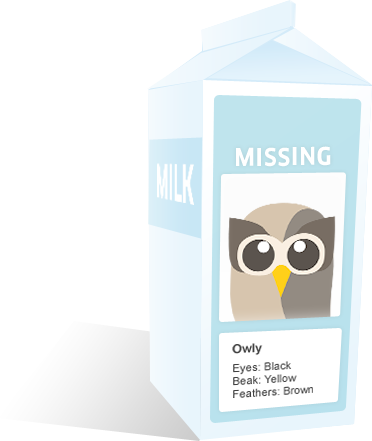 MILK
MISSING
Owly
Eyes: Black
Beak: Yellow
Feathers: Brown